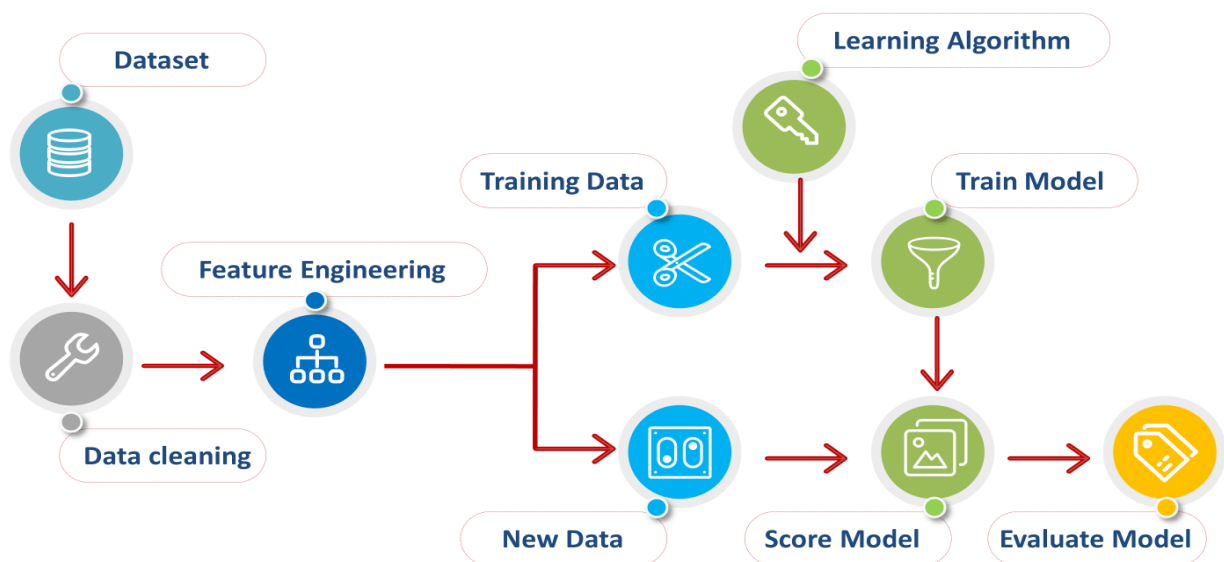 Learning Algorithm
Dataset
Training Data
Train Model
Feature Engineering
Data cleaning
New Data
Score Model
Evaluate Model